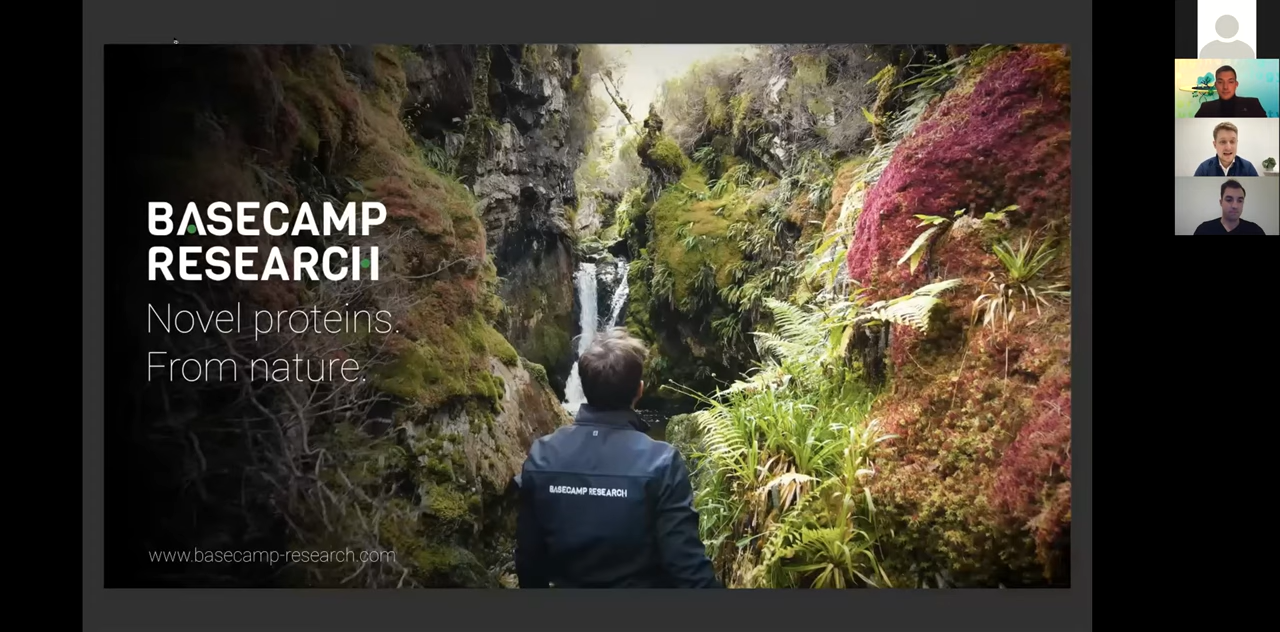 BASECAMP
RESEARCH
Novel proteins.
From nature.
BASECAMP RESEARCH
www.basecamp-research.com